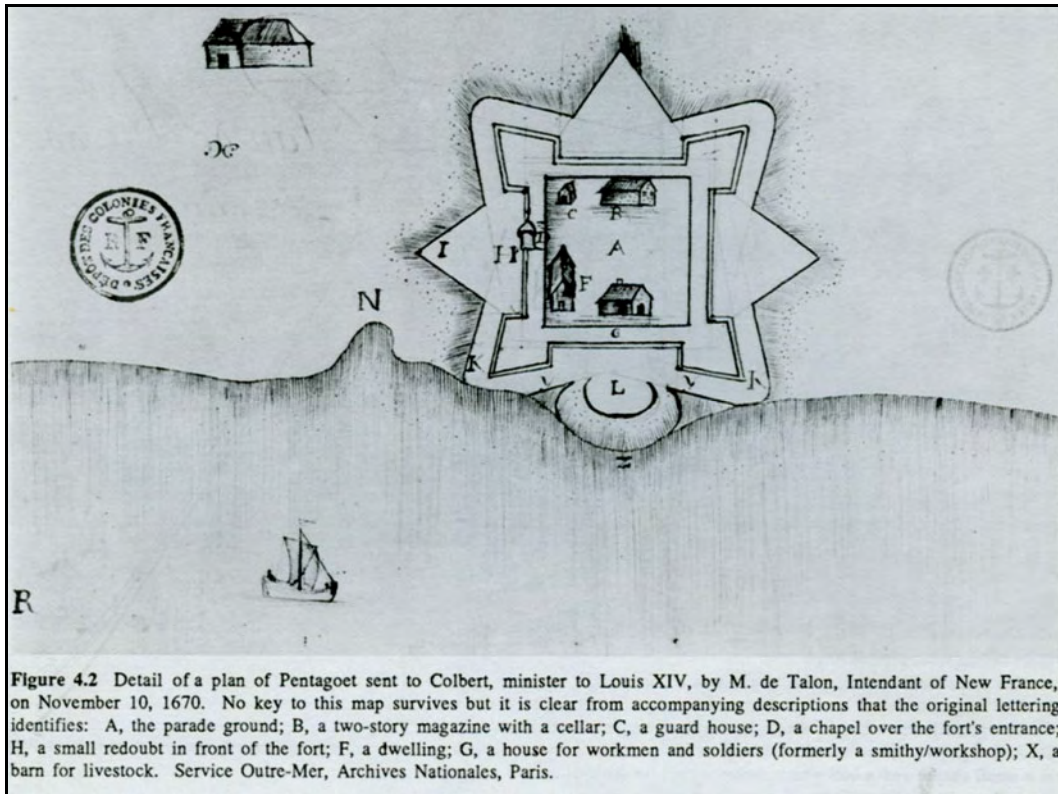 X
DÉPÔT DES COLONIES FRANÇAISES
R F
C
B
D
A
I
H
F
N
G
K
K
L
R
Figure 4.2 Detail of a plan of Pentagoet sent to Colbert, minister to Louis XIV, by M. de Talon, Intendant of New France,
on November 10, 1670. No key to this map survives but it is clear from accompanying descriptions that the original lettering
identifies: A, the parade ground; B, a two-story magazine with a cellar; C, a guard house; D, a chapel over the fort's entrance;
H, a small redoubt in front of the fort; F, a dwelling; G, a house for workmen and soldiers (formerly a smithy/workshop); X, a
barn for livestock. Service Outre-Mer, Archives Nationales, Paris.